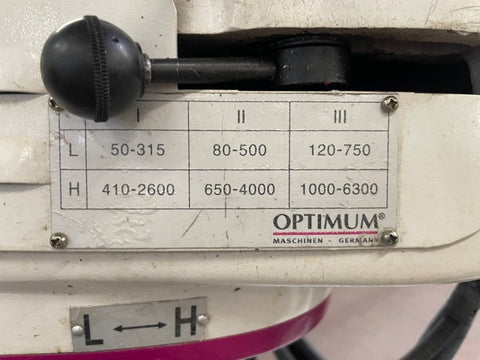 I II III
L 50-315 80-500 120-750
H 410-2600 650-4000 1000-6300
OPTIMUM®
MASCHINEN - GERMANY
L ⟷ H